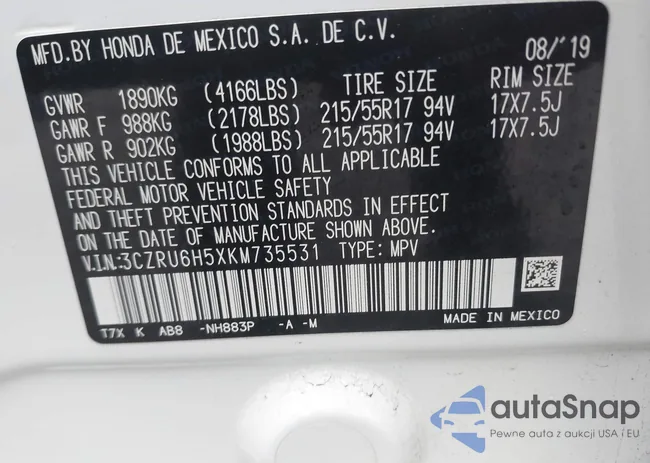 MFD.BY HONDA DE MEXICO S.A. DE C.V. 08/'19
GVWR 1890KG (4166LBS) TIRE SIZE RIM SIZE
GAWR F 988KG (2178LBS) 215/55R17 94V 17X7.5J
GAWR R 902KG (1988LBS) 215/55R17 94V 17X7.5J
THIS VEHICLE CONFORMS TO ALL APPLICABLE
FEDERAL MOTOR VEHICLE SAFETY
AND THEFT PREVENTION STANDARDS IN EFFECT
ON THE DATE OF MANUFACTURE SHOWN ABOVE.
V.I.N:3CZRU6H5XKM735531 TYPE: MPV
T7X K AB8 -NH883P -A -M MADE IN MEXICO
autoSnap
Pewne auta z aukcji USA i EU